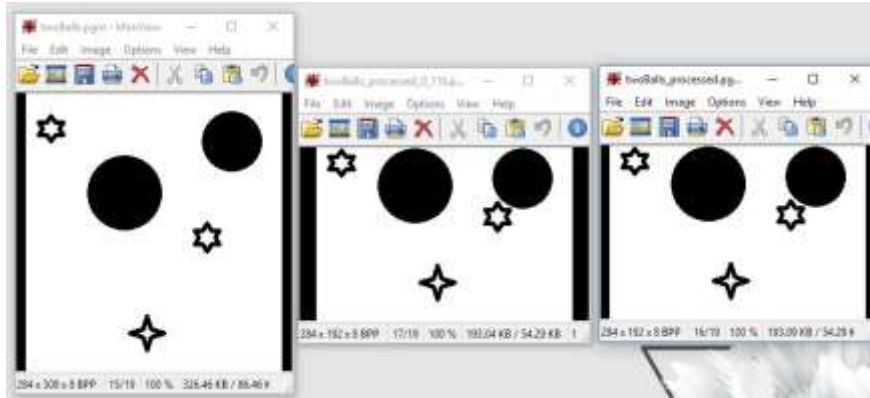 twoBalls.pgm - IrfanView
File Edit Image Options View Help
284 x 308 x 8 BPP 15/19 100 % 326.46 KB / 86.46 K
twoBalls_processed_0_116.p...
File Edit Image Options View Help
284 x 192 x 8 BPP 17/19 100 % 193.04 KB / 54.29 KB 1
twoBalls_processed.pg...
File Edit Image Options View Help
284 x 192 x 8 BPP 16/19 100 % 193.09 KB / 54.29 K